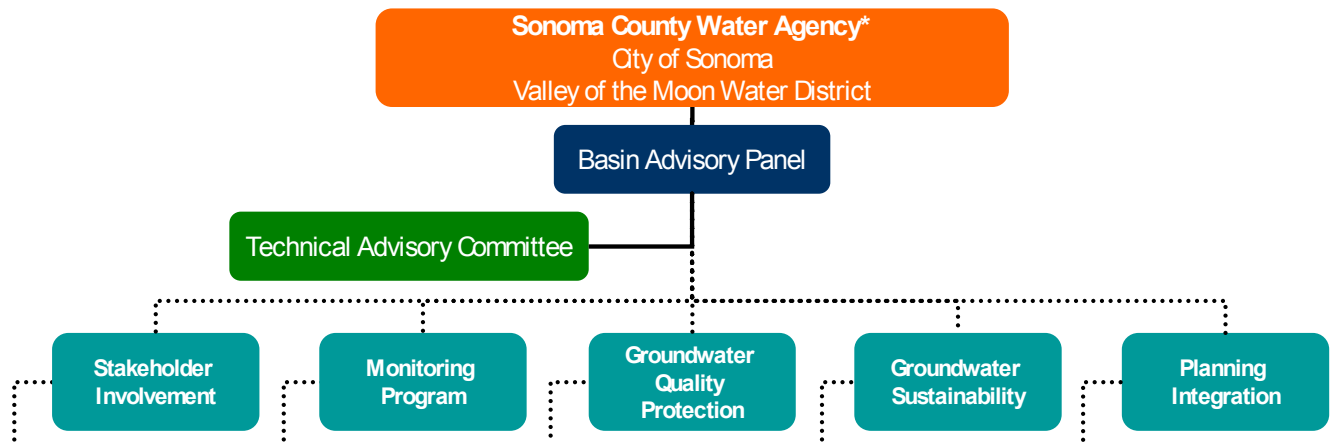 Sonoma County Water Agency*
City of Sonoma
Valley of the Moon Water District
Basin Advisory Panel
Technical Advisory Committee
Stakeholder
Involvement
Monitoring
Program
Groundwater
Quality
Protection
Groundwater
Sustainability
Planning
Integration